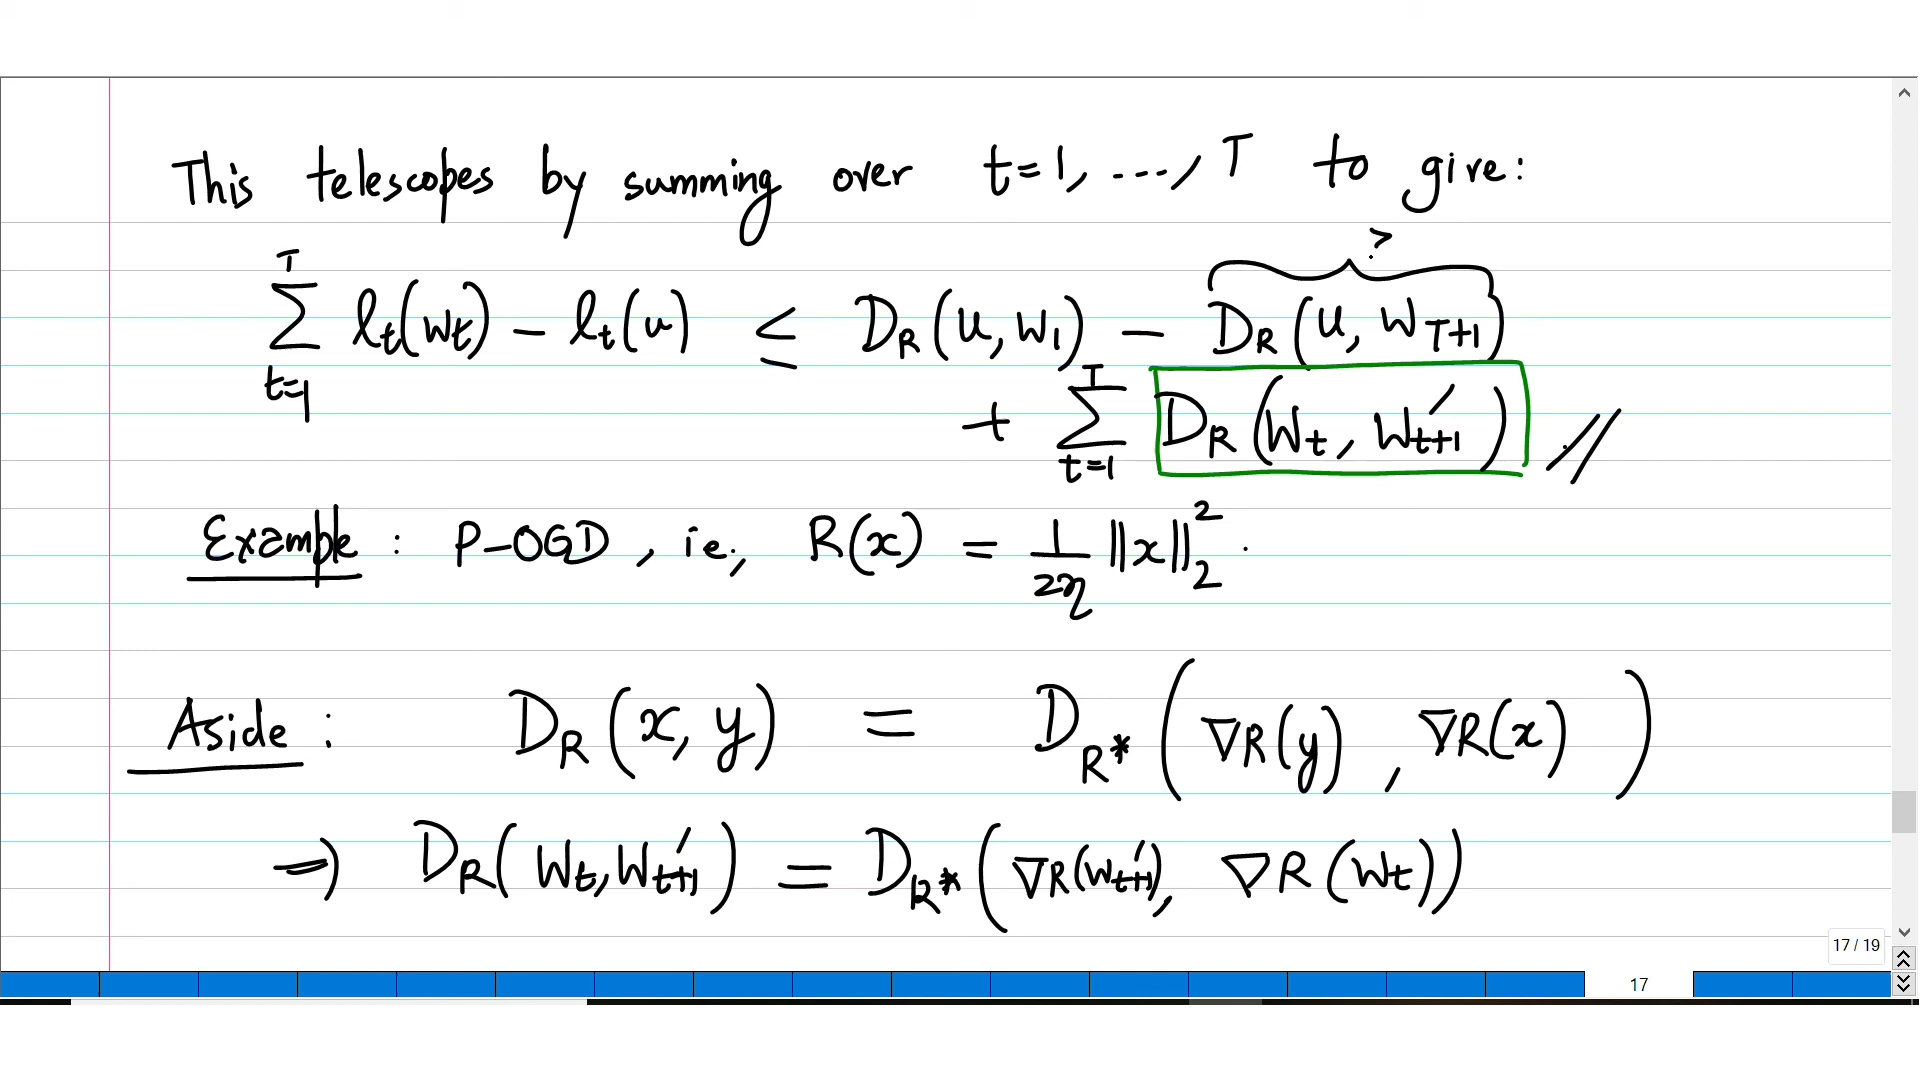 This telescopes by summing over t=1, ..., T to give:
>
∑_{t=1}^{T} l_t(w_t) - l_t(u) ≤ D_R(u, w_1) - D_R(u, w_{T+1})
+ ∑_{t=1}^{T} D_R(w_t, w'_{t+1}) //
Example : P-OGD, ie., R(x) = 1/2η ||x||_2^2 .
Aside : D_R(x, y) = D_{R*}(∇R(y), ∇R(x))
⇒ D_R(w_t, w'_{t+1}) = D_{R*}(∇R(w'_{t+1}), ∇R(w_t))
17 / 19
17